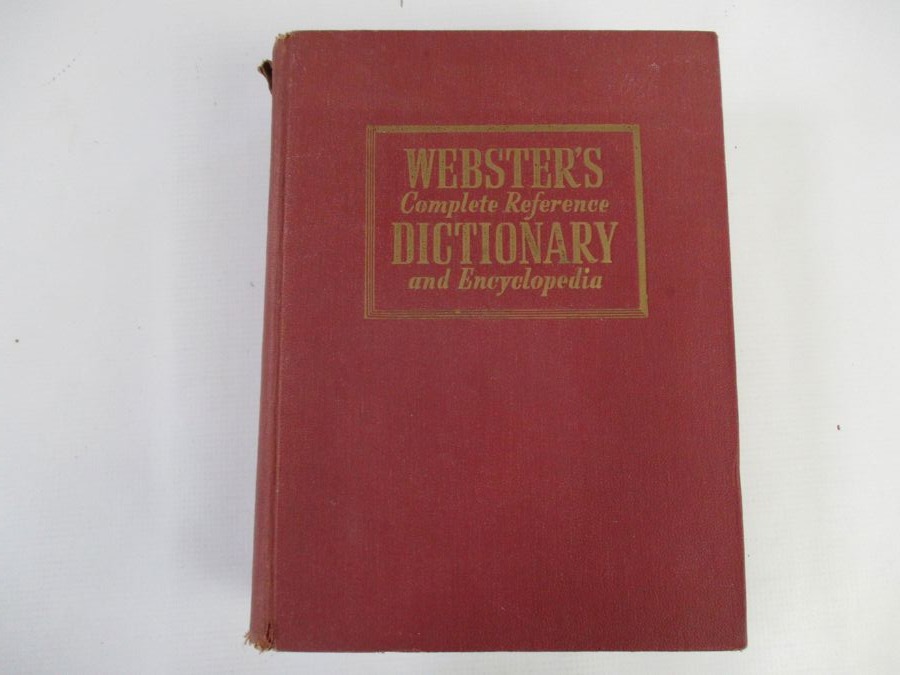 WEBSTER'S
Complete Reference
DICTIONARY
and Encyclopedia